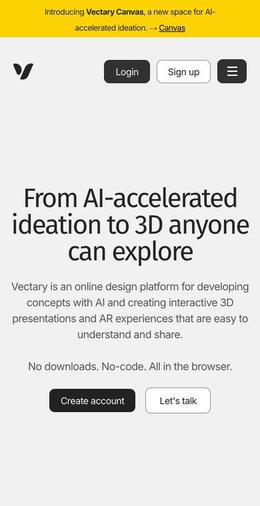 Introducing Vectary Canvas, a new space for AI-
accelerated ideation. → Canvas
Login
Sign up
From AI-accelerated
ideation to 3D anyone
can explore
Vectary is an online design platform for developing
concepts with AI and creating interactive 3D
presentations and AR experiences that are easy to
understand and share.
No downloads. No-code. All in the browser.
Create account
Let's talk